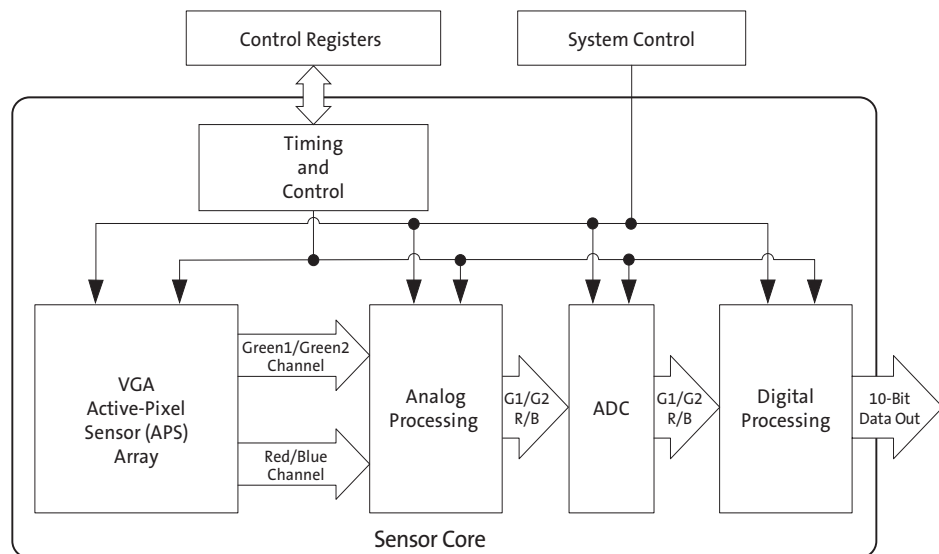 Control Registers
System Control
Timing
and
Control
VGA
Active-Pixel
Sensor (APS)
Array
Green1/Green2
Channel
Red/Blue
Channel
Analog
Processing
G1/G2
R/B
ADC
G1/G2
R/B
Digital
Processing
10-Bit
Data Out
Sensor Core